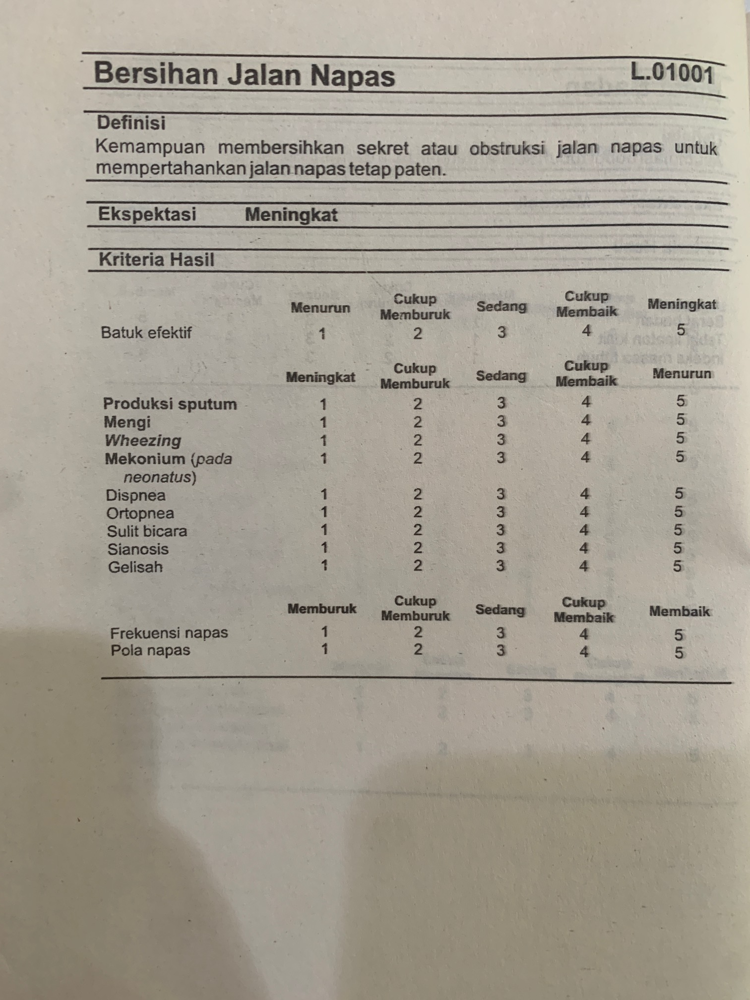 Bersihan Jalan Napas L.01001
Definisi
Kemampuan membersihkan sekret atau obstruksi jalan napas untuk
mempertahankan jalan napas tetap paten.
Ekspektasi Meningkat
Kriteria Hasil
Menurun Cukup Memburuk Sedang Cukup Membaik Meningkat
Batuk efektif 1 2 3 4 5
Meningkat Cukup Memburuk Sedang Cukup Membaik Menurun
Produksi sputum 1 2 3 4 5
Mengi 1 2 3 4 5
Wheezing 1 2 3 4 5
Mekonium (pada 1 2 3 4 5
neonatus)
Dispnea 1 2 3 4 5
Ortopnea 1 2 3 4 5
Sulit bicara 1 2 3 4 5
Sianosis 1 2 3 4 5
Gelisah 1 2 3 4 5
Memburuk Cukup Memburuk Sedang Cukup Membaik Membaik
Frekuensi napas 1 2 3 4 5
Pola napas 1 2 3 4 5